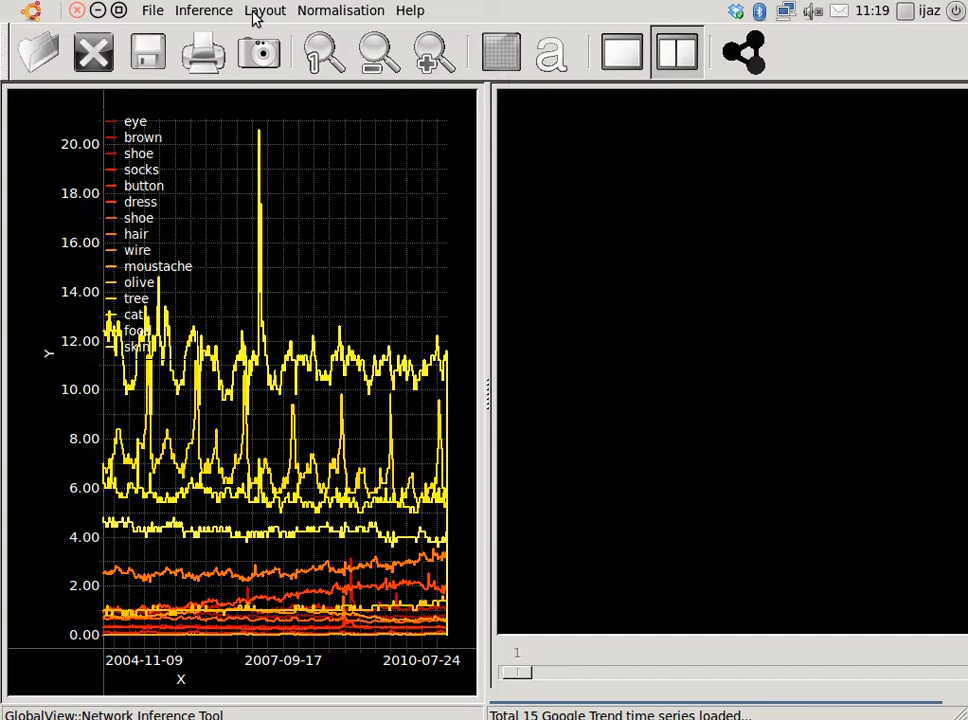 File Inference Layout Normalisation Help 11:19 ijaz
1 a
eye
brown
shoe
socks
button
dress
shoe
hair
wire
moustache
olive
tree
cat
food
skin
20.00
18.00
16.00
14.00
12.00
10.00
8.00
6.00
4.00
2.00
0.00
Y
2004-11-09 2007-09-17 2010-07-24
X
1
GlobalView::Network Inference Tool Total 15 Google Trend time series loaded...